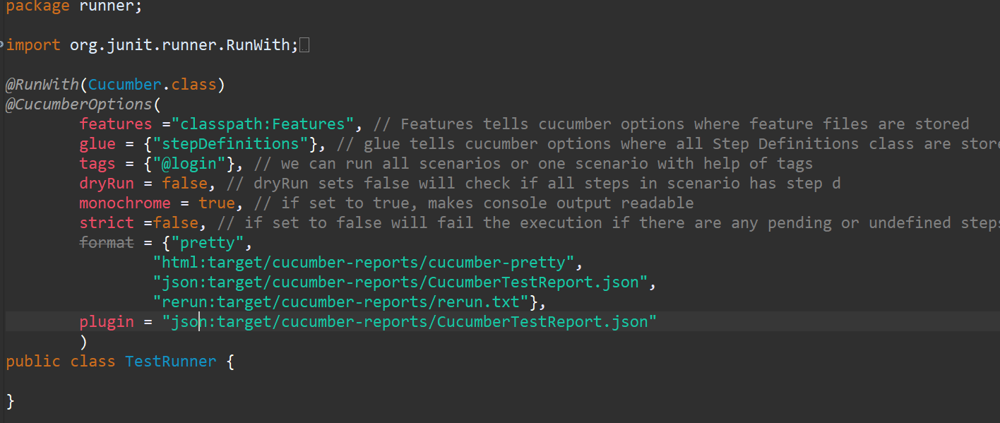 package runner;
import org.junit.runner.RunWith;
@RunWith(Cucumber.class)
@CucumberOptions(
features ="classpath:Features", // Features tells cucumber options where feature files are stored
glue = {"stepDefinitions"}, // glue tells cucumber options where all Step Definitions class are store
tags = {"@login"}, // we can run all scenarios or one scenario with help of tags
dryRun = false, // dryRun sets false will check if all steps in scenario has step d
monochrome = true, // if set to true, makes console output readable
strict =false, // if set to false will fail the execution if there are any pending or undefined steps
format = {"pretty",
"html:target/cucumber-reports/cucumber-pretty",
"json:target/cucumber-reports/CucumberTestReport.json",
"rerun:target/cucumber-reports/rerun.txt"},
plugin = "json:target/cucumber-reports/CucumberTestReport.json"
)
public class TestRunner {
}